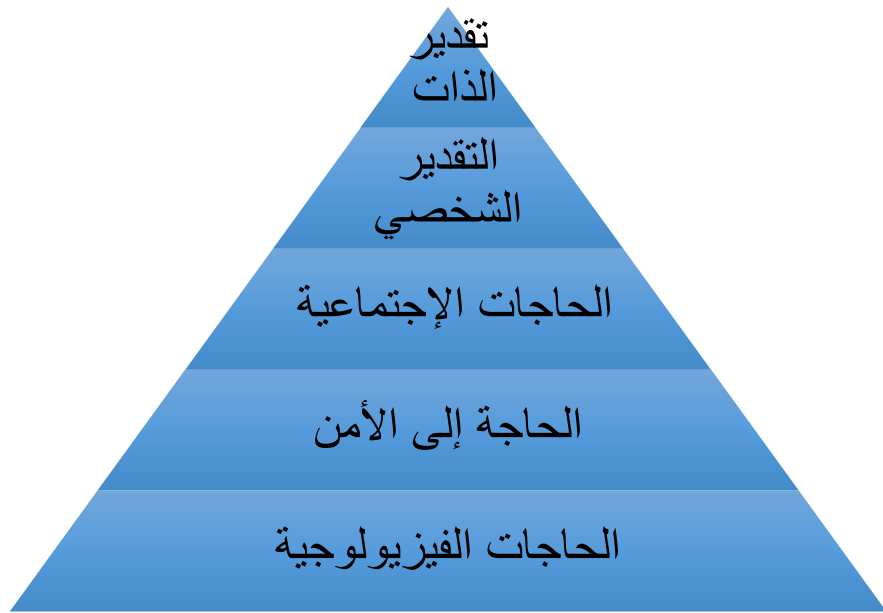 تقدير
الذات
التقدير
الشخصي
الحاجات الإجتماعية
الحاجة إلى الأمن
الحاجات الفيزيولوجية